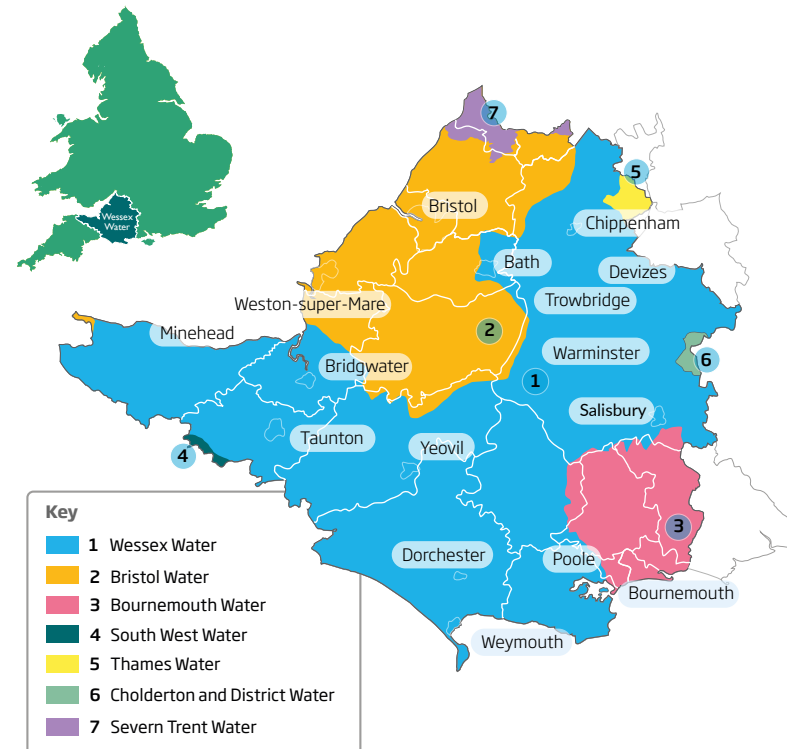 Wessex
Water
7
5
Bristol
Chippenham
Bath
Devizes
Weston-super-Mare
Trowbridge
Minehead
2
Warminster
6
Bridgwater
1
Salisbury
Taunton
Yeovil
4
3
Dorchester
Poole
Bournemouth
Weymouth
Key
1 Wessex Water
2 Bristol Water
3 Bournemouth Water
4 South West Water
5 Thames Water
6 Cholderton and District Water
7 Severn Trent Water